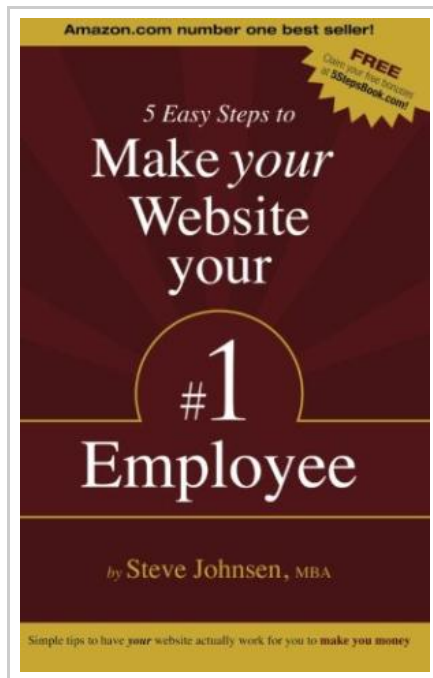 Amazon.com number one best seller!
FREE
Claim your free bonuses
at 5StepsBook.com!
5 Easy Steps to
Make your
Website
your
#1
Employee
by Steve Johnsen, MBA
Simple tips to have your website actually work for you to make you money